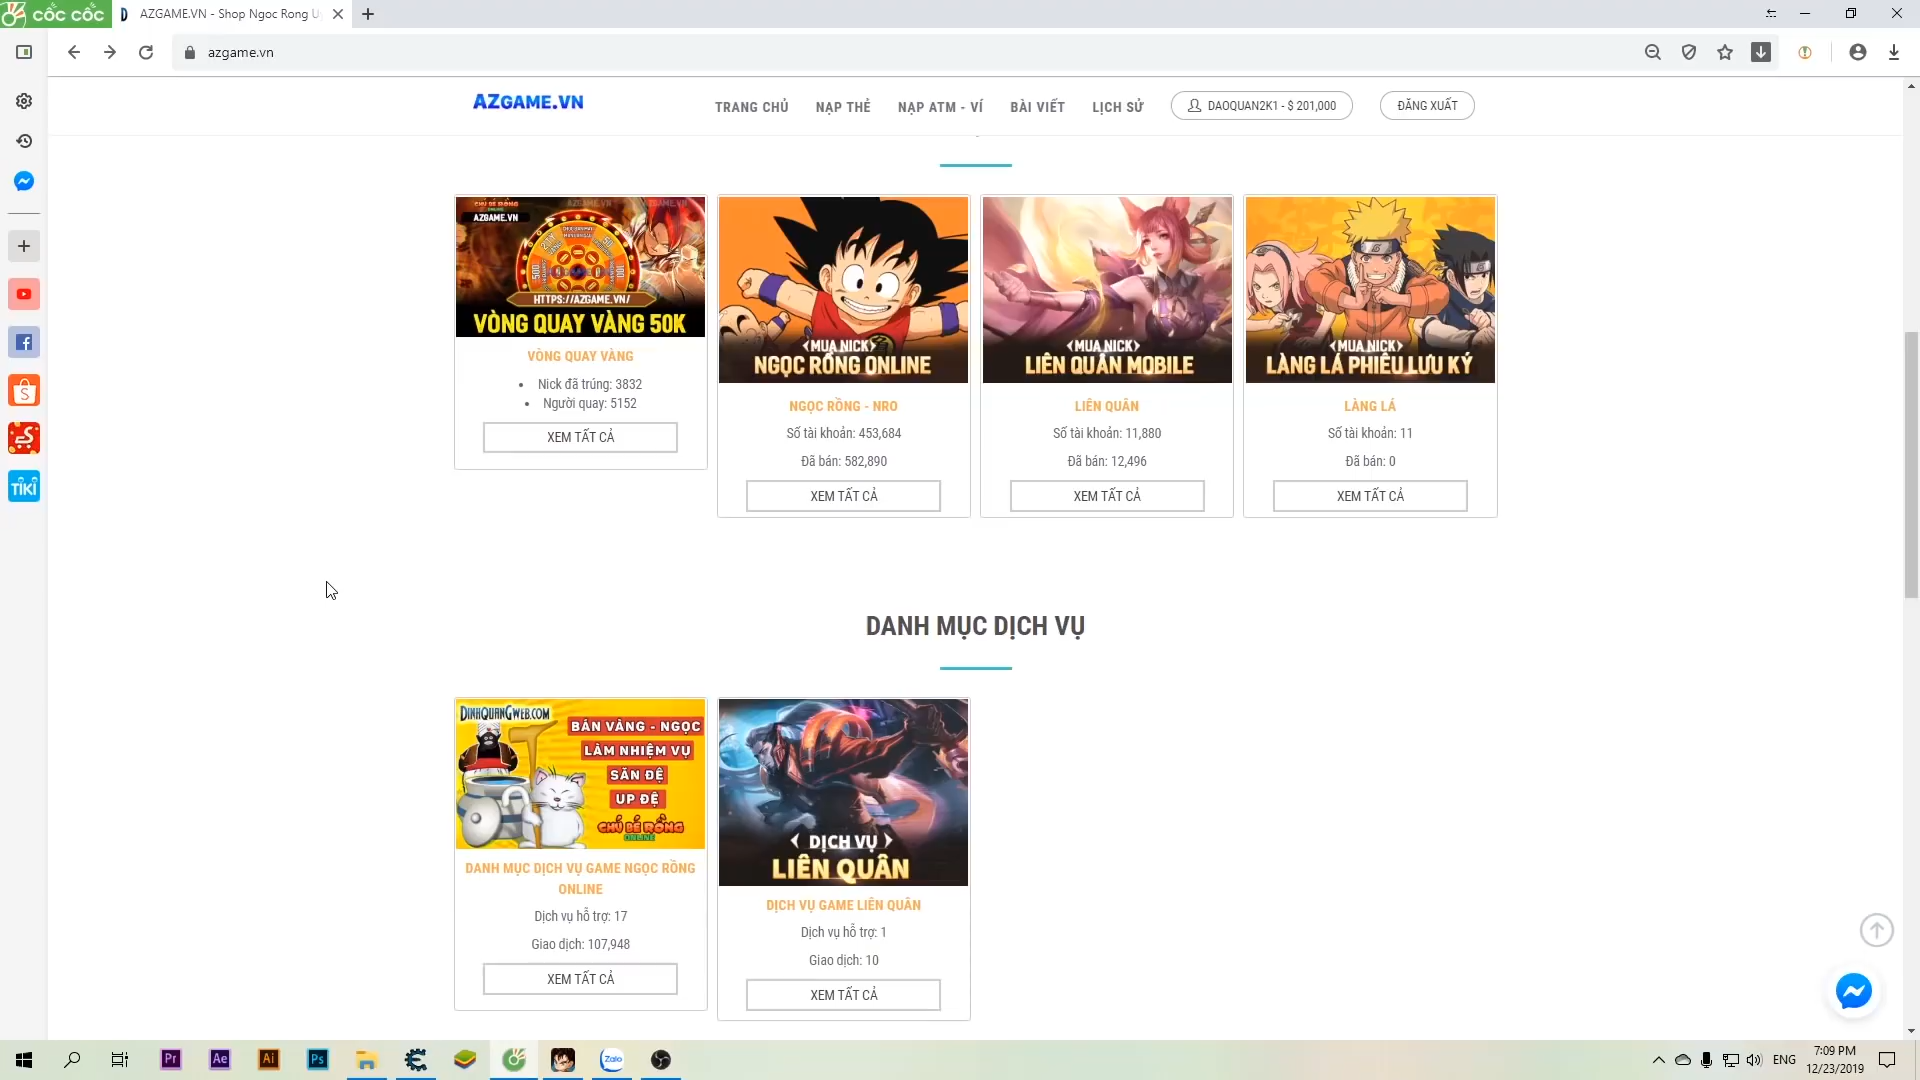 cốc cốc
AZGAME.VN - Shop Ngoc Rong U
azgame.vn
AZGAME.VN
TRANG CHỦ
NẠP THẺ
NẠP ATM - VÍ
BÀI VIẾT
LỊCH SỬ
DAOQUAN2K1 - $ 201,000
ĐĂNG XUẤT
AZGAME.VN
HTTPS://AZGAME.VN/
VÒNG QUAY VÀNG 50K
VÒNG QUAY VÀNG
Nick đã trúng: 3832
Người quay: 5152
XEM TẤT CẢ
MUA NICK
NGỌC RỒNG ONLINE
NGỌC RỒNG - NRO
Số tài khoản: 453,684
Đã bán: 582,890
XEM TẤT CẢ
MUA NICK
LIÊN QUÂN MOBILE
LIÊN QUÂN
Số tài khoản: 11,880
Đã bán: 12,496
XEM TẤT CẢ
MUA NICK
LÀNG LÁ PHIÊU LƯU KÝ
LÀNG LÁ
Số tài khoản: 11
Đã bán: 0
XEM TẤT CẢ
TIKI
DANH MỤC DỊCH VỤ
DINHQUANGWEB.COM
BÁN VÀNG - NGỌC
LÀM NHIỆM VỤ
SĂN ĐỆ
UP ĐỆ
CHÚ BÉ RỒNG
ONLINE
DANH MỤC DỊCH VỤ GAME NGỌC RỒNG
ONLINE
Dịch vụ hỗ trợ: 17
Giao dịch: 107,948
XEM TẤT CẢ
DỊCH VỤ
LIÊN QUÂN
DỊCH VỤ GAME LIÊN QUÂN
Dịch vụ hỗ trợ: 1
Giao dịch: 10
XEM TẤT CẢ
Pr
Ae
Ai
Ps
Zalo
ENG
7:09 PM
12/23/2019